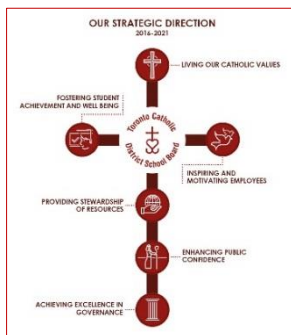 OUR STRATEGIC DIRECTION
2016-2021
LIVING OUR CATHOLIC VALUES
FOSTERING STUDENT
ACHIEVEMENT AND WELL BEING
Toronto Catholic
District School Board
INSPIRING AND
MOTIVATING EMPLOYEES
PROVIDING STEWARDSHIP
OF RESOURCES
ENHANCING PUBLIC
CONFIDENCE
ACHIEVING EXCELLENCE IN
GOVERNANCE